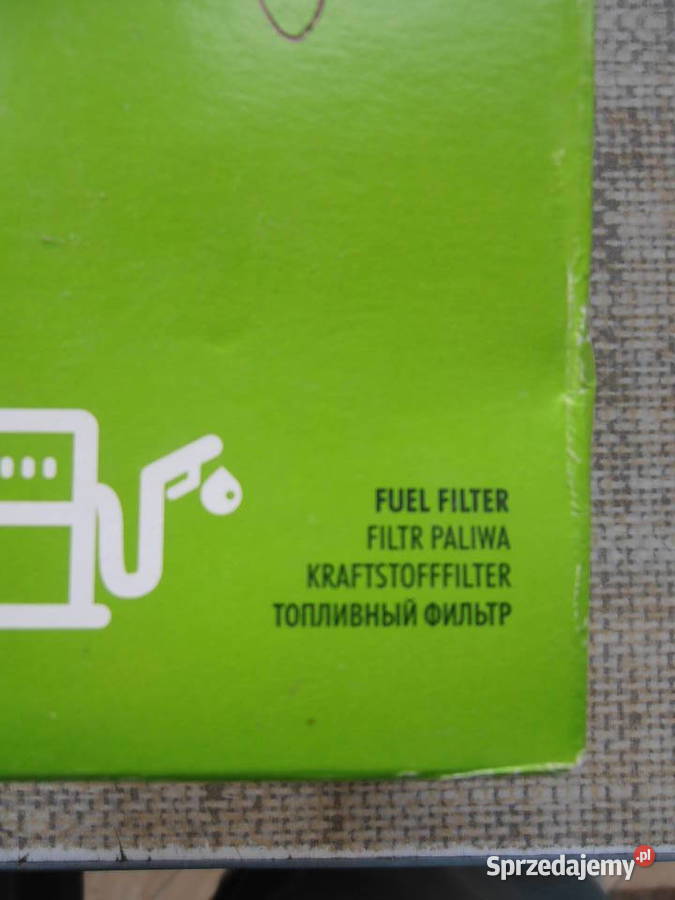 FUEL FILTER
FILTR PALIWA
KRAFTSTOFFFILTER
ТОПЛИВНЫЙ ФИЛЬТР
Sprzedajemy.pl